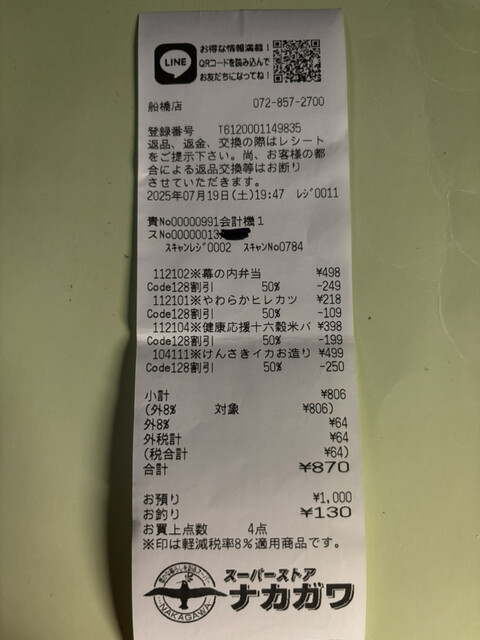 LINE
お得な情報満載!
QRコードを読み込んで
お友だちになってね!
船橋店 072-857-2700
登録番号 T6120001149835
返品、返金、交換の際はレシート
をご提示下さい。尚、お客様の都
合による返品交換等はお断り
させていただきます。
2025年07月19日(土)19:47 レジ0011
責No00000991会計機1
スNo00000013
スキャンレジ0002 スキャンNo0784
112102※幕の内弁当 ¥498
Code128割引 50% -249
112101※やわらかヒレカツ ¥218
Code128割引 50% -109
112104※健康応援十六穀米バ ¥398
Code128割引 50% -199
104111※けんさきイカお造り ¥499
Code128割引 50% -250
小計 ¥806
(外8% 対象 ¥806)
外8% ¥64
外税計 ¥64
(税合計 ¥64)
合計 ¥870
お預り ¥1,000
お釣り ¥130
お買上点数 4点
※印は軽減税率8%適用商品です。
NAKAGAWA
スーパーストア
ナカガワ